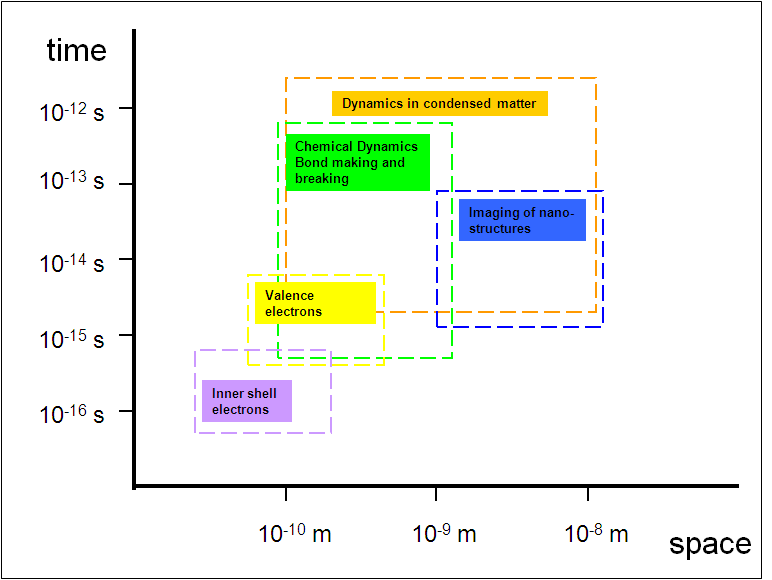 time
10-12 s
Dynamics in condensed matter
Chemical Dynamics
Bond making and
breaking
10-13 s
Imaging of nano-
structures
10-14 s
Valence
electrons
10-15 s
Inner shell
electrons
10-16 s
10-10 m
10-9 m
10-8 m
space